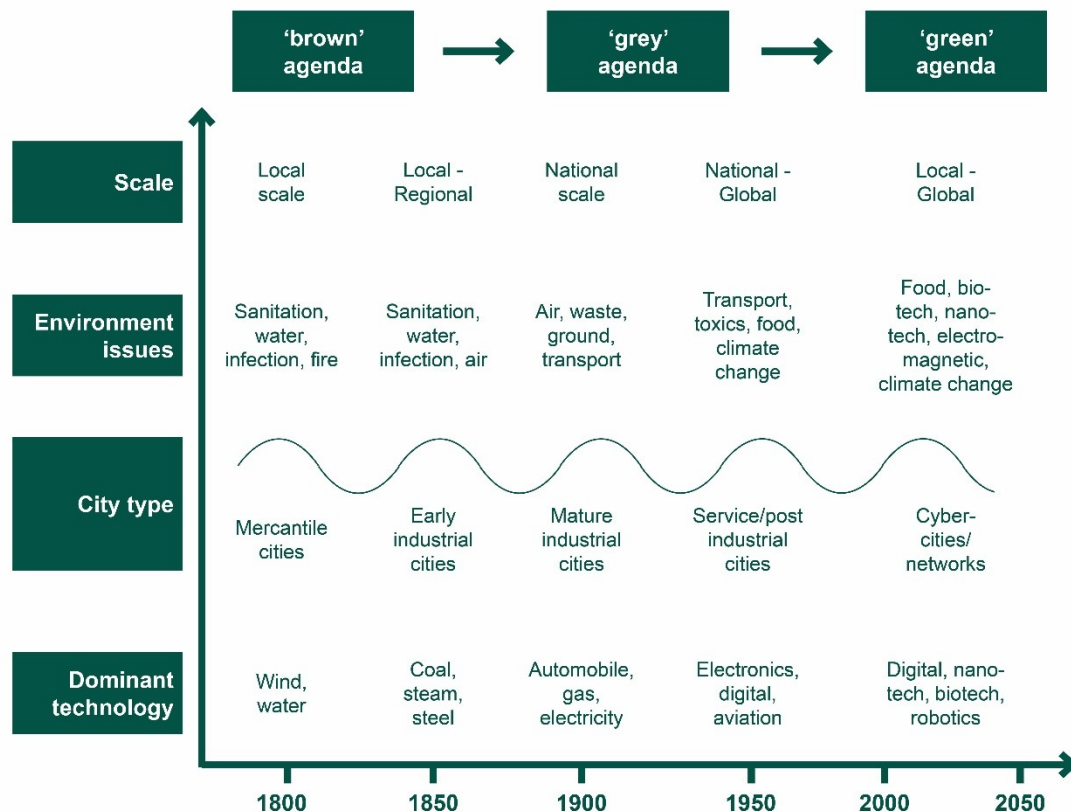 ‘brown’
agenda
‘grey’
agenda
‘green’
agenda
Scale
Local
scale
Local -
Regional
National
scale
National -
Global
Local -
Global
Environment
issues
Sanitation,
water,
infection, fire
Sanitation,
water,
infection, air
Air, waste,
ground,
transport
Transport,
toxics, food,
climate
change
Food, bio-
tech, nano-
tech, electro-
magnetic,
climate change
City type
Mercantile
cities
Early
industrial
cities
Mature
industrial
cities
Service/post
industrial
cities
Cyber-
cities/
networks
Dominant
technology
Wind,
water
Coal,
steam,
steel
Automobile,
gas,
electricity
Electronics,
digital,
aviation
Digital, nano-
tech, biotech,
robotics
1800
1850
1900
1950
2000
2050